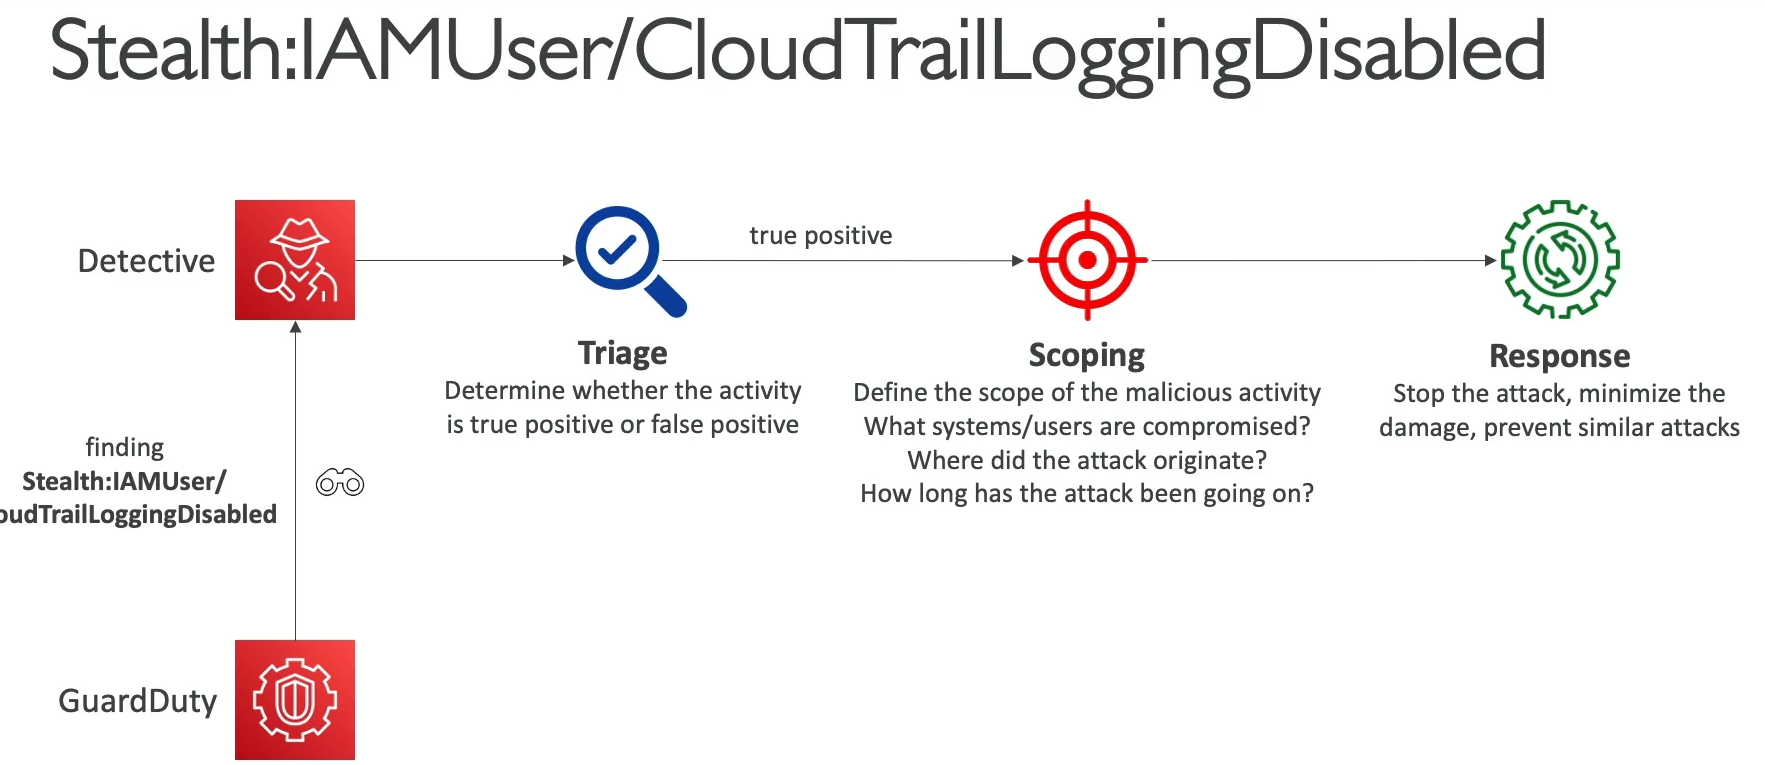 Stealth:IAMUser/CloudTrailLoggingDisabled
Detective
true positive
Triage
Determine whether the activity
is true positive or false positive
Scoping
Define the scope of the malicious activity
What systems/users are compromised?
Where did the attack originate?
How long has the attack been going on?
Response
Stop the attack, minimize the
damage, prevent similar attacks
finding
Stealth:IAMUser/
oudTrailLoggingDisabled
GuardDuty